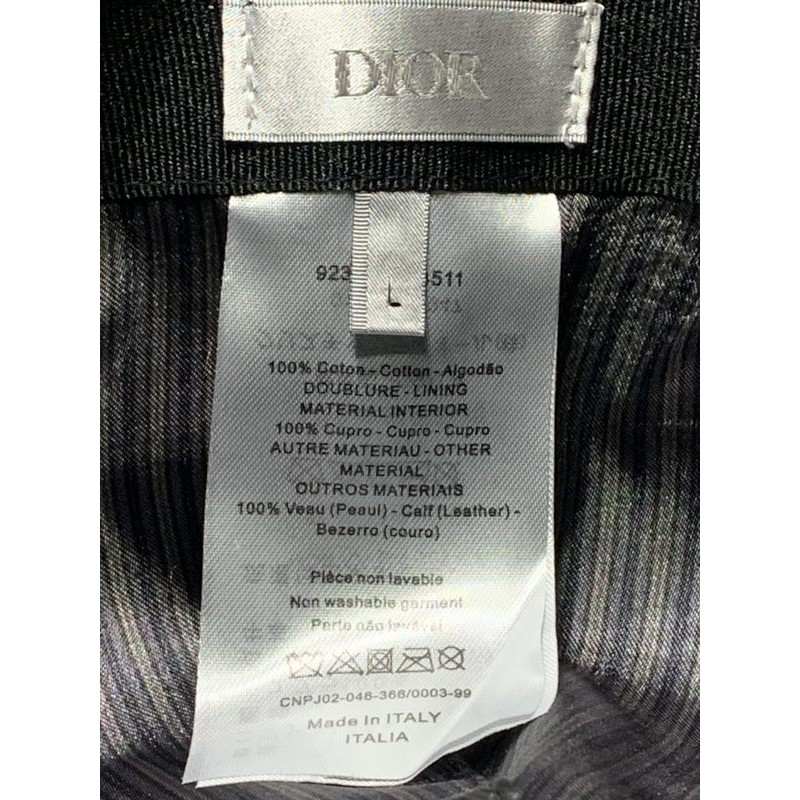 DIOR
923 511
L
100% Coton - Cotton - Algodão
DOUBLURE - LINING
MATERIAL INTERIOR
100% Cupro - Cupro - Cupro
AUTRE MATERIAU - OTHER
MATERIAL
OUTROS MATERIAIS
100% Veau (Peaul) - Calf (Leather) -
Bezerro (couro)
Pièce non lavable
Non washable garment
Parte não lavável
CNPJ02-046-366/0003-99
Made In ITALY
ITALIA